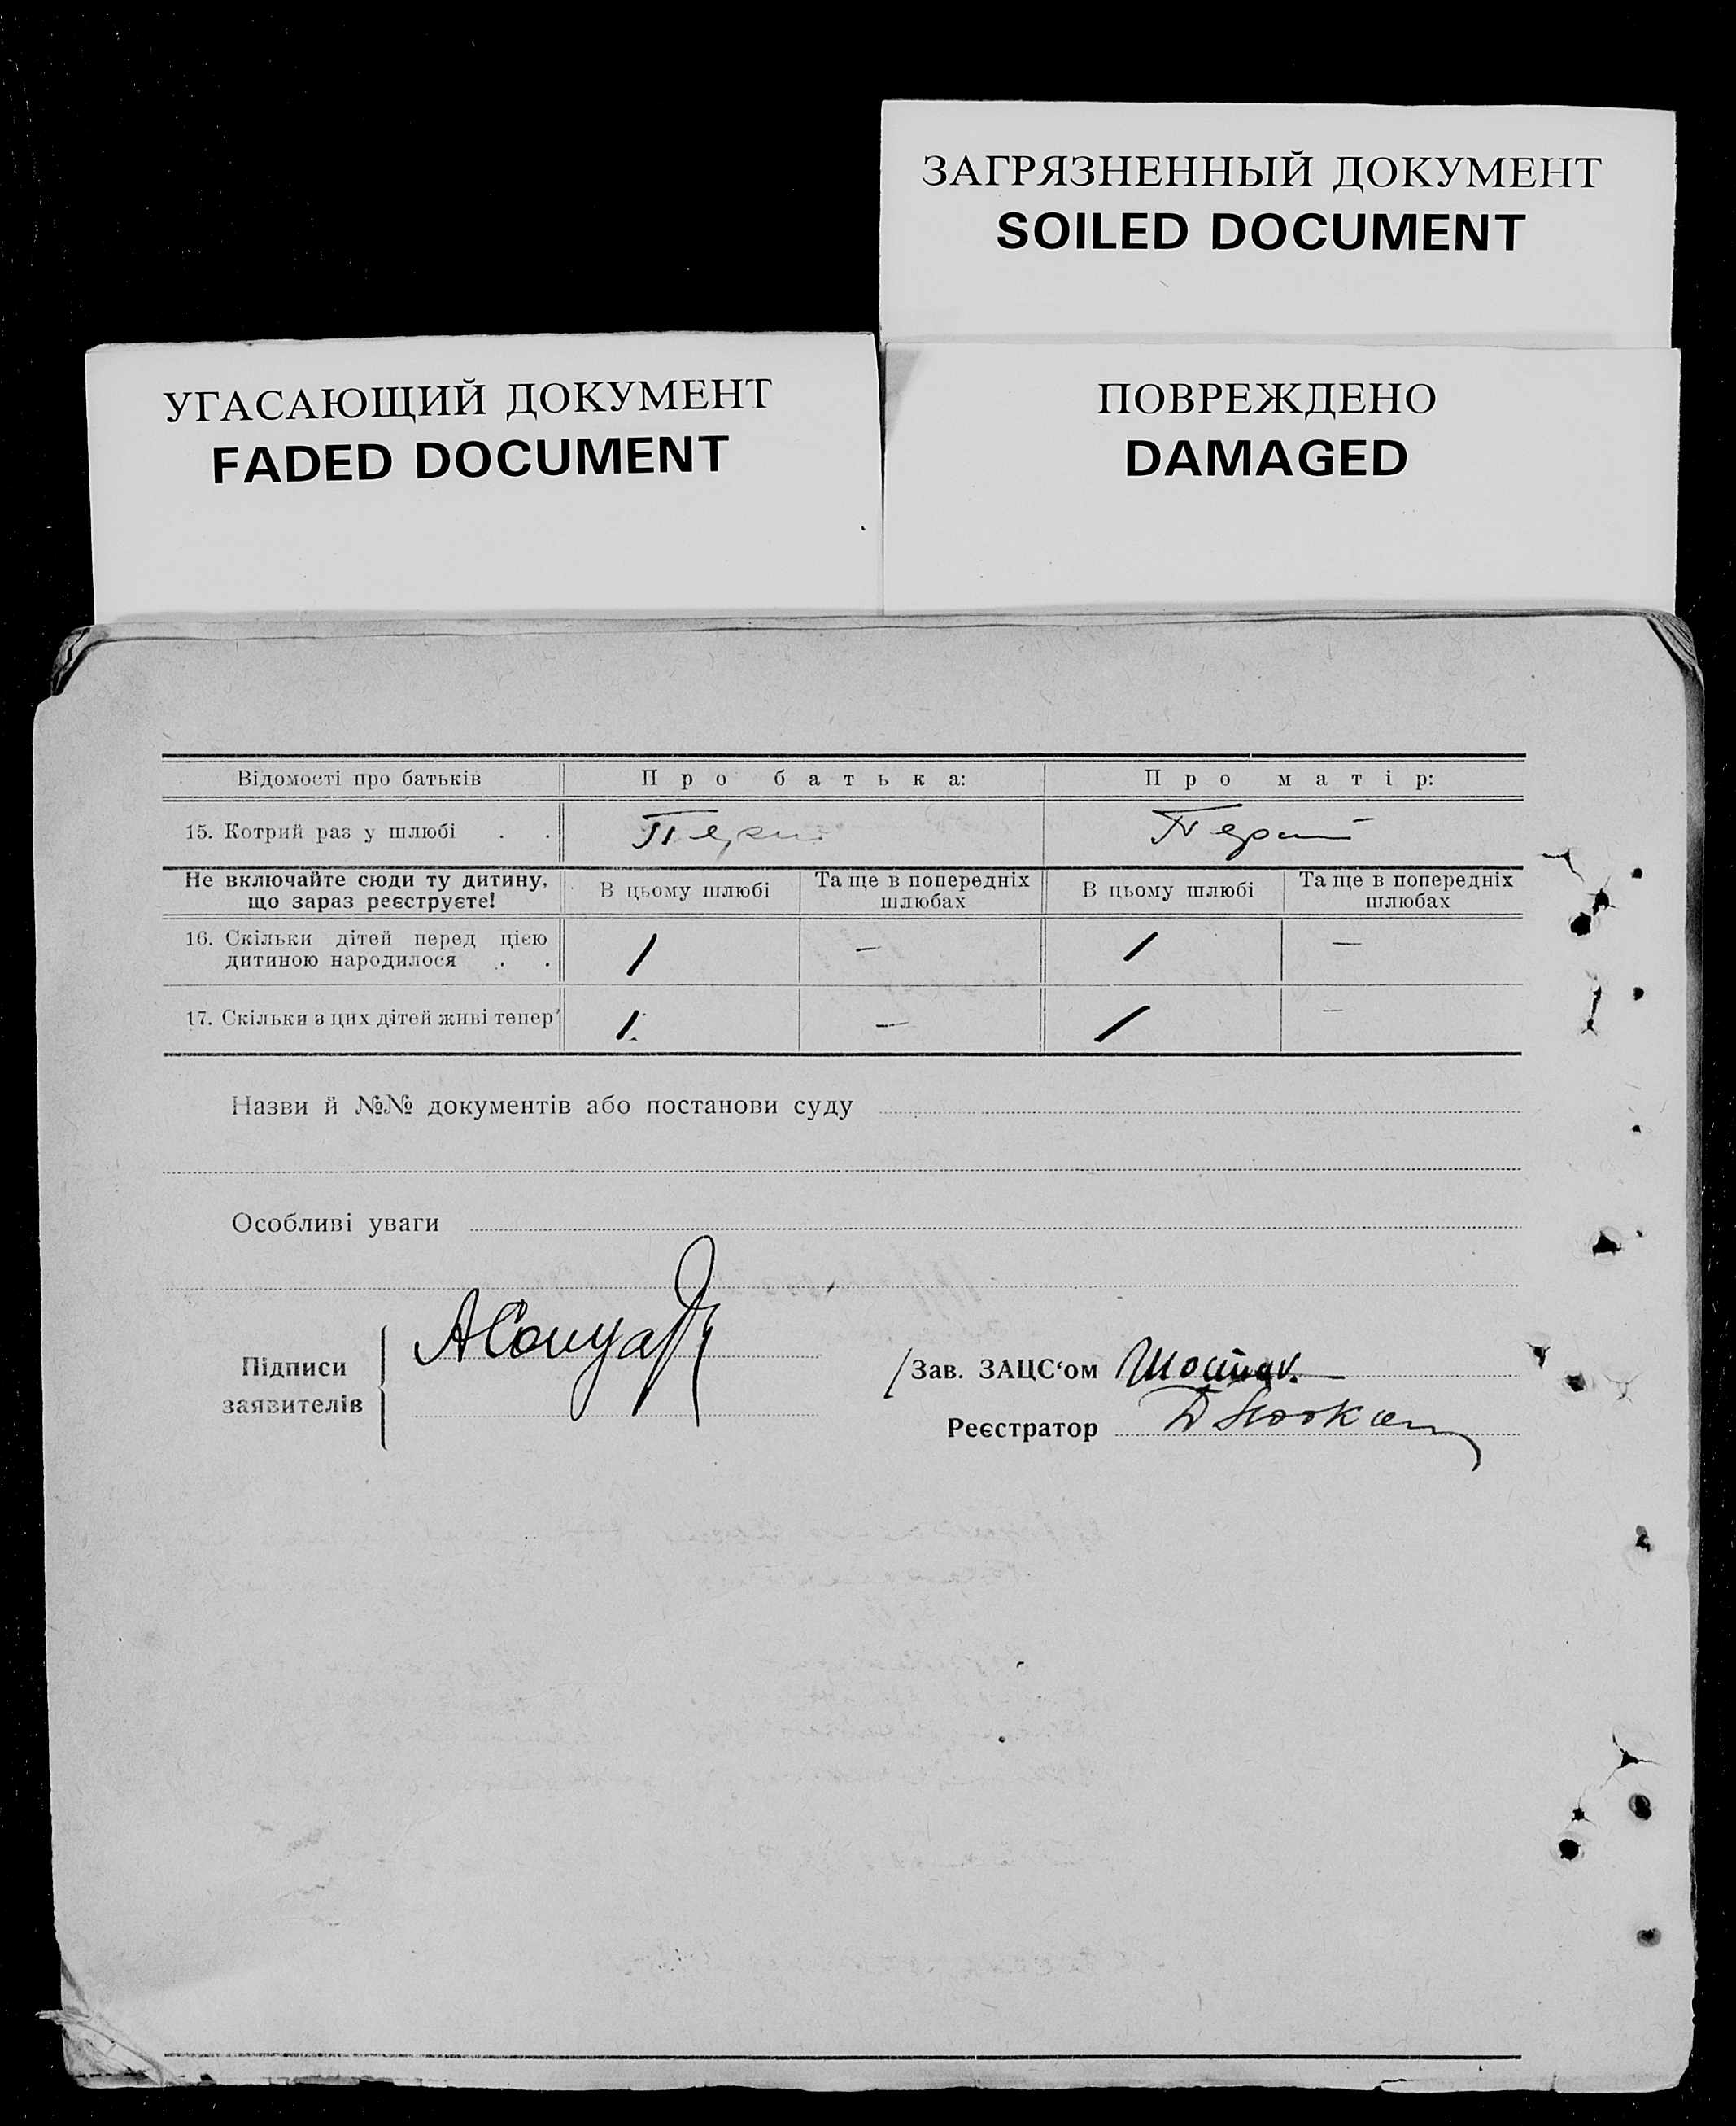 ЗАГРЯЗНЕННЫЙ ДОКУМЕНТ
SOILED DOCUMENT
УГАСАЮЩИЙ ДОКУМЕНТ
FADED DOCUMENT
ПОВРЕЖДЕНО
DAMAGED
Відомості про батьків Про батька: Про матір:
15. Котрий раз у шлюбі . . Перший Перший
Не включайте сюди ту дитину, що зараз реєструєте! В цьому шлюбі Та ще в попередніх шлюбах В цьому шлюбі Та ще в попередніх шлюбах
16. Скільки дітей перед цією
дитиною народилося . . 1 — 1 —
17. Скільки з цих дітей живі тепер 1 — 1 —
Назви й №№ документів або постанови суду
Особливі уваги
Підписи
заявителів
/Зав. ЗАЦС‘ом
Реєстратор